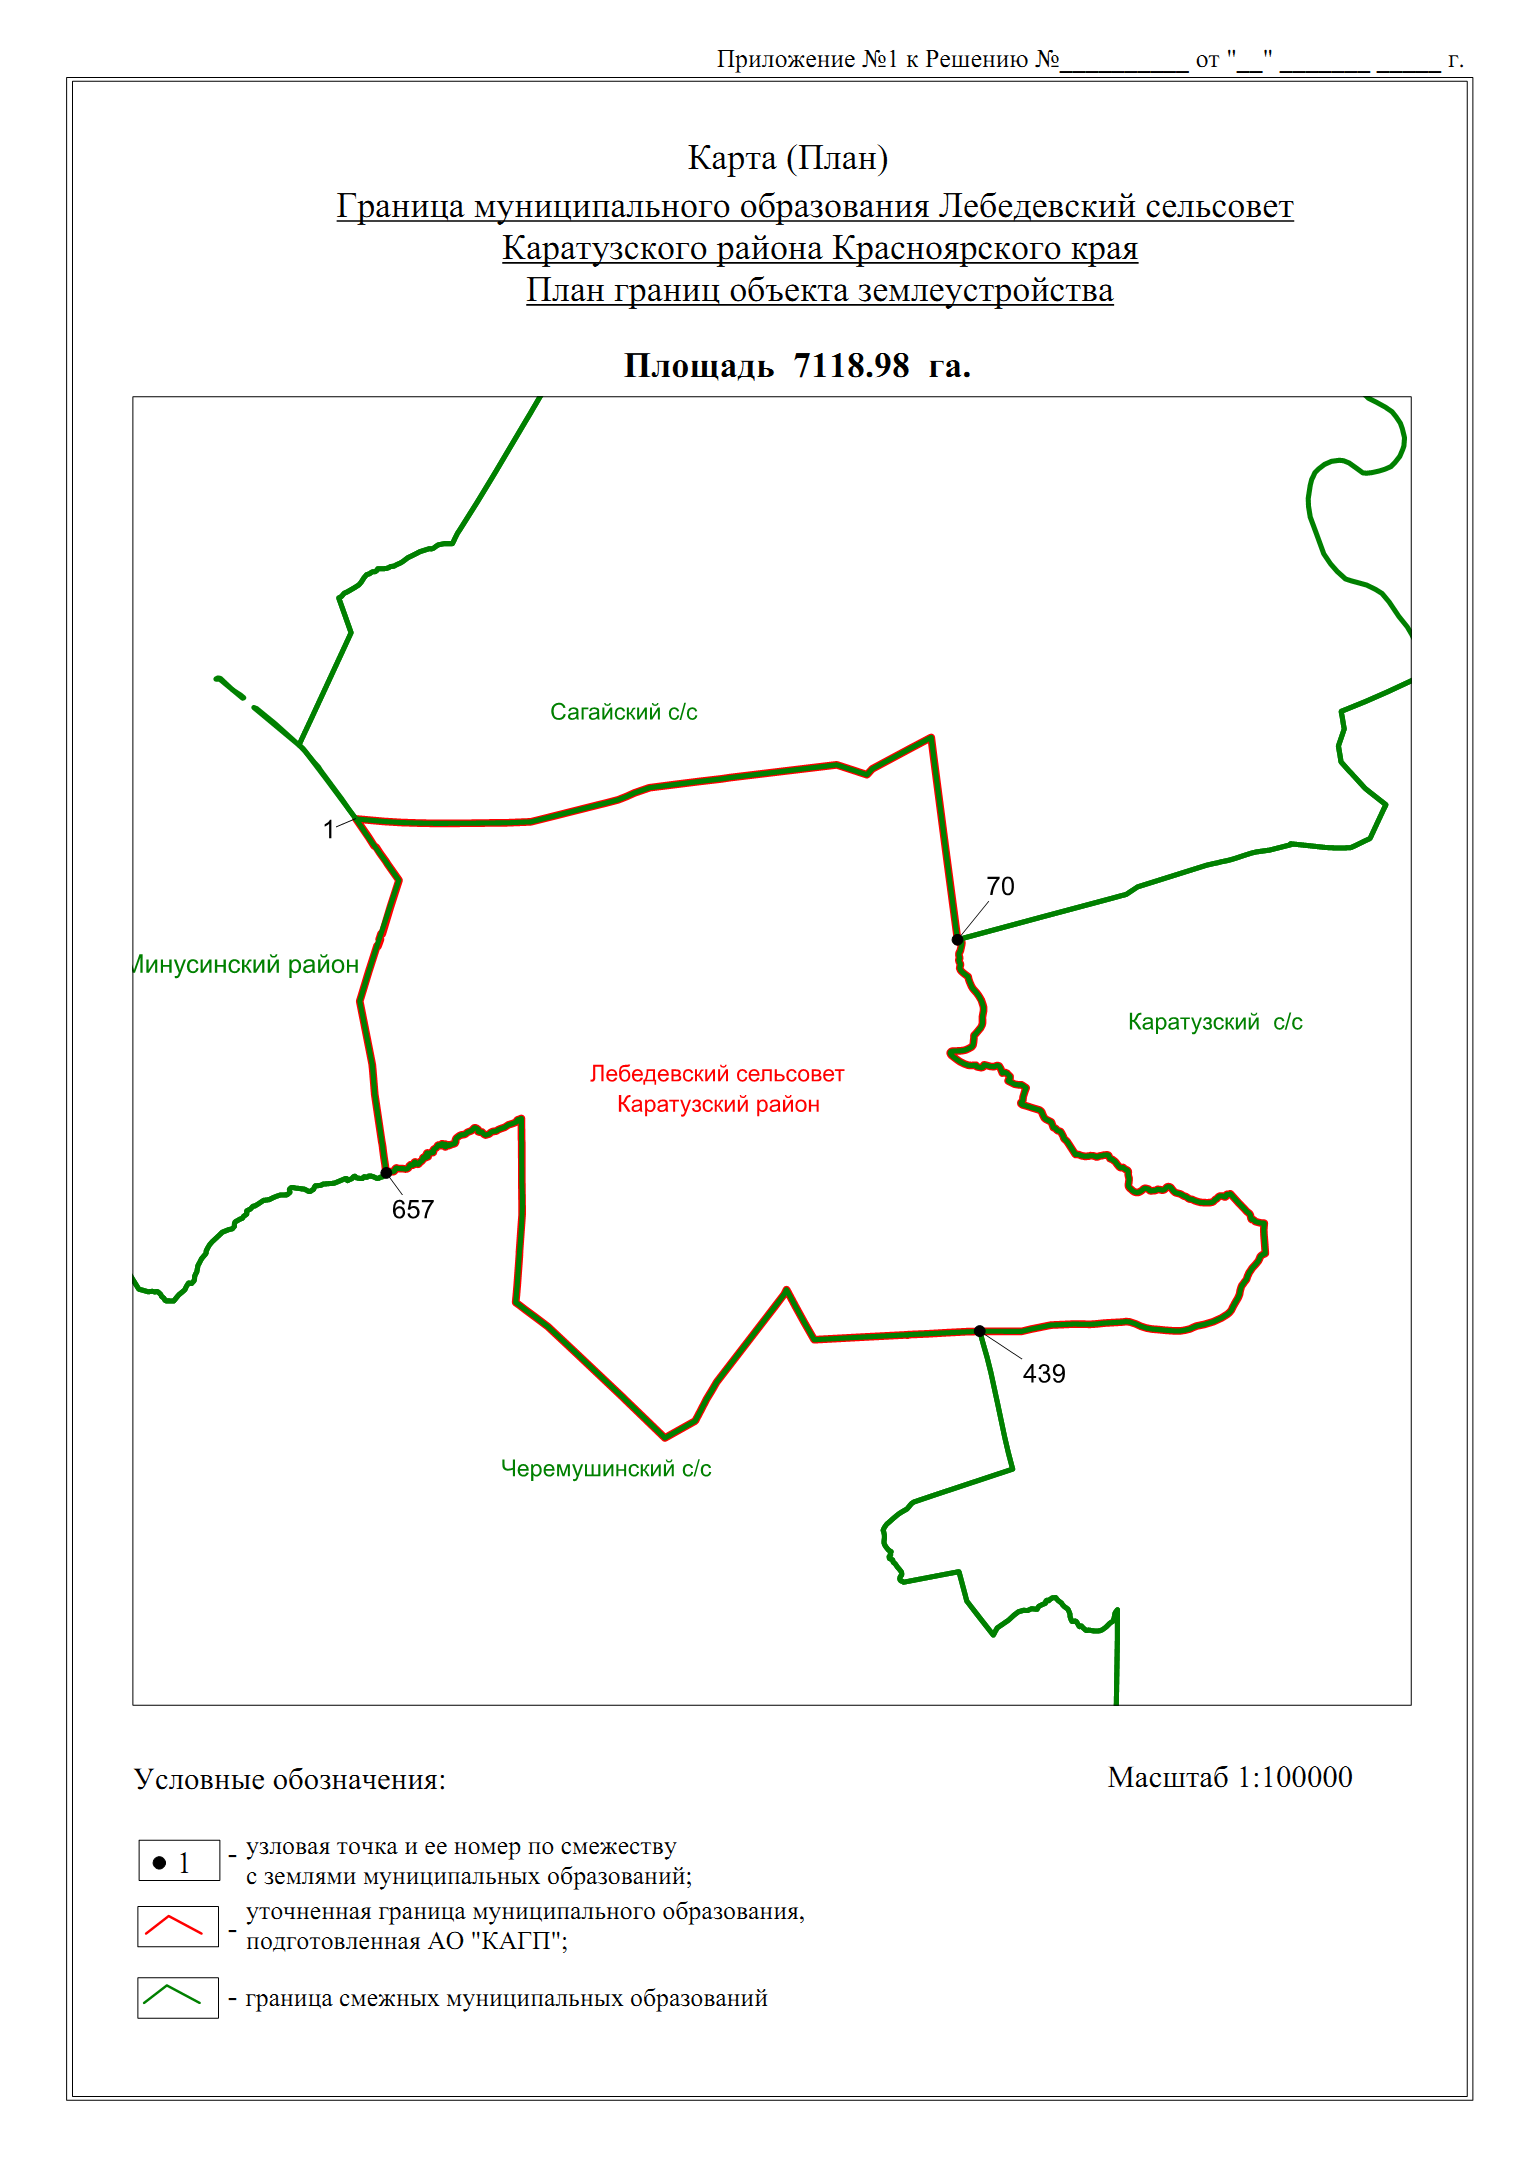 Приложение №1 к Решению №__________ от "__" _______ _____ г.
Карта (План)
Граница муниципального образования Лебедевский сельсовет
Каратузского района Красноярского края
План границ объекта землеустройства
Площадь 7118.98 га.
Сагайский с/с
1
70
Минусинский район
Каратузский с/с
Лебедевский сельсовет
Каратузский район
657
439
Черемушинский с/с
Условные обозначения:
Масштаб 1:100000
1 - узловая точка и ее номер по смежеству
с землями муниципальных образований;
- уточненная граница муниципального образования,
подготовленная АО "КАГП";
- граница смежных муниципальных образований